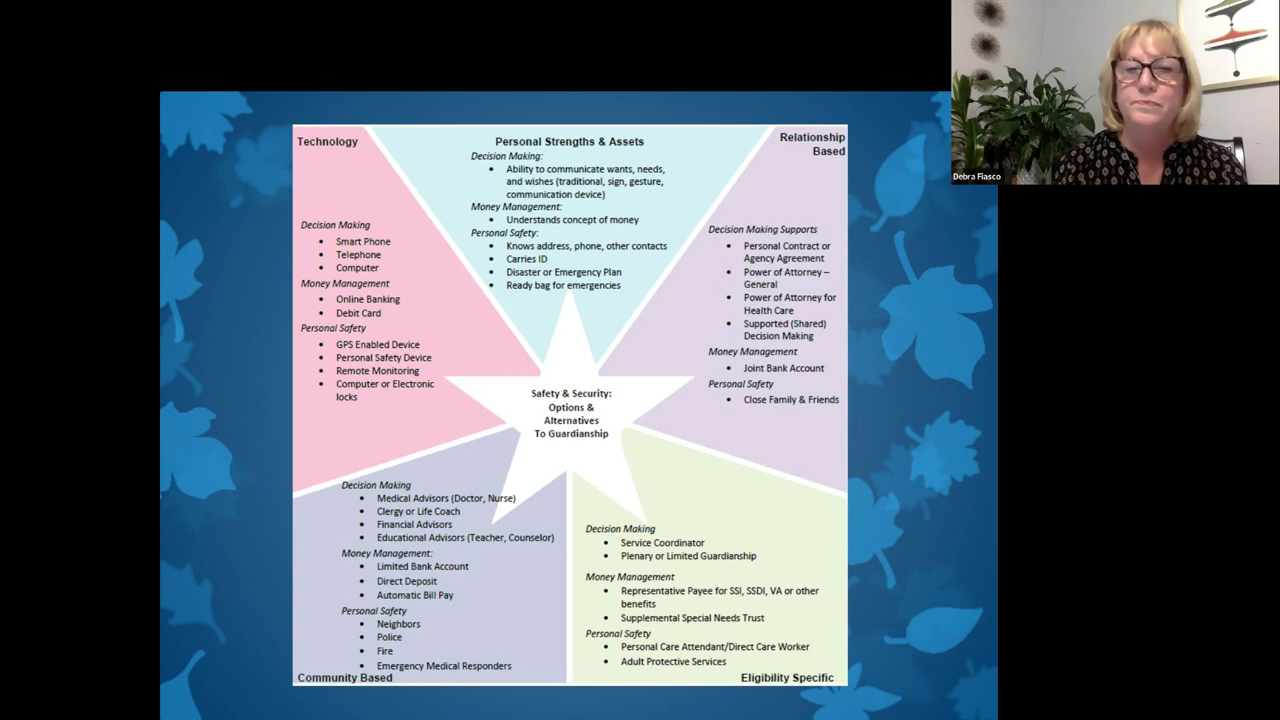 Technology
Decision Making
• Smart Phone
• Telephone
• Computer
Money Management
• Online Banking
• Debit Card
Personal Safety
• GPS Enabled Device
• Personal Safety Device
• Remote Monitoring
• Computer or Electronic
locks
Personal Strengths & Assets
Decision Making:
• Ability to communicate wants, needs,
and wishes (traditional, sign, gesture,
communication device)
Money Management:
• Understands concept of money
Personal Safety:
• Knows address, phone, other contacts
• Carries ID
• Disaster or Emergency Plan
• Ready bag for emergencies
Relationship
Based
Decision Making Supports
• Personal Contract or
Agency Agreement
• Power of Attorney –
General
• Power of Attorney for
Health Care
• Supported (Shared)
Decision Making
Money Management
• Joint Bank Account
Personal Safety
• Close Family & Friends
Debra Fiasco
Safety & Security:
Options &
Alternatives
To Guardianship
Decision Making
• Medical Advisors (Doctor, Nurse)
• Clergy or Life Coach
• Financial Advisors
• Educational Advisors (Teacher, Counselor)
Money Management:
• Limited Bank Account
• Direct Deposit
• Automatic Bill Pay
Personal Safety
• Neighbors
• Police
• Fire
• Emergency Medical Responders
Community Based
Decision Making
• Service Coordinator
• Plenary or Limited Guardianship
Money Management
• Representative Payee for SSI, SSDI, VA or other
benefits
• Supplemental Special Needs Trust
Personal Safety
• Personal Care Attendant/Direct Care Worker
• Adult Protective Services
Eligibility Specific